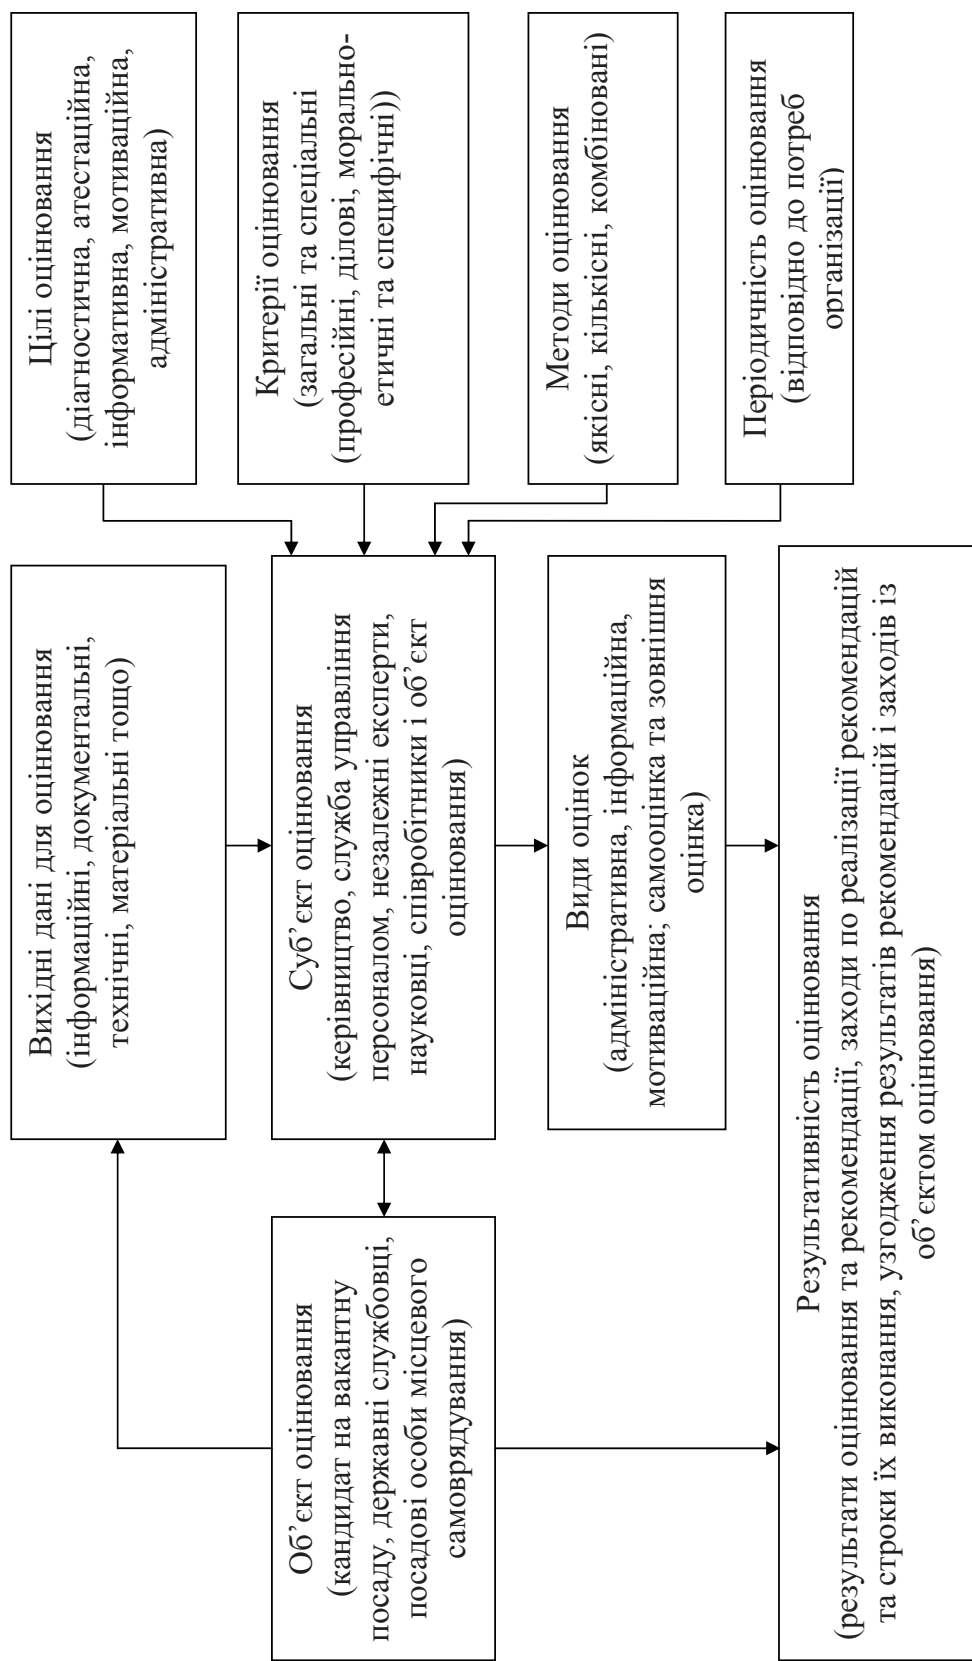 Об’єкт оцінювання
(кандидат на вакантну
посаду, державні службовці,
посадові особи місцевого
самоврядування)
Вихідні дані для оцінювання
(інформаційні, документальні,
технічні, матеріальні тощо)
Суб’єкт оцінювання
(керівництво, служба управління
персоналом, незалежні експерти,
науковці, співробітники і об’єкт
оцінювання)
Види оцінок
(адміністративна, інформаційна,
мотиваційна; самооцінка та зовнішня
оцінка)
Цілі оцінювання
(діагностична, атестаційна,
інформативна, мотиваційна,
адміністративна)
Критерії оцінювання
(загальні та спеціальні
(професійні, ділові, морально-
етичні та специфічні))
Методи оцінювання
(якісні, кількісні, комбіновані)
Періодичність оцінювання
(відповідно до потреб
організації)
Результативність оцінювання
(результати оцінювання та рекомендації, заходи по реалізації рекомендацій
та строки їх виконання, узгодження результатів рекомендацій і заходів із
об’єктом оцінювання)